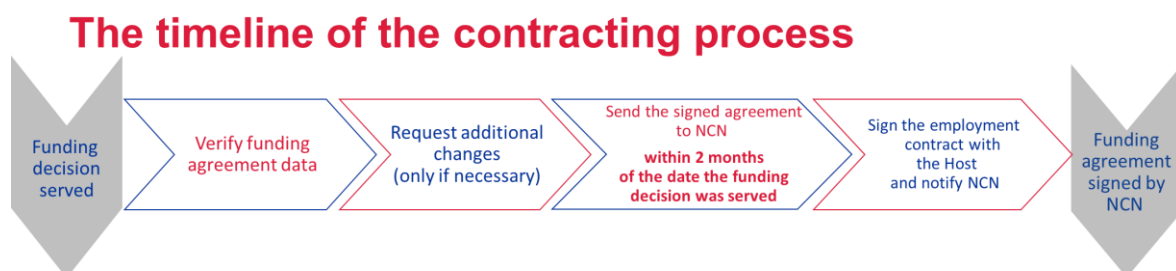 The timeline of the contracting process
Funding
decision
served
Verify funding
agreement data
Request additional
changes
(only if necessary)
Send the signed agreement
to NCN
within 2 months
of the date the funding
decision was served
Sign the employment
contract with
the Host
and notify NCN
Funding
agreement
signed by
NCN